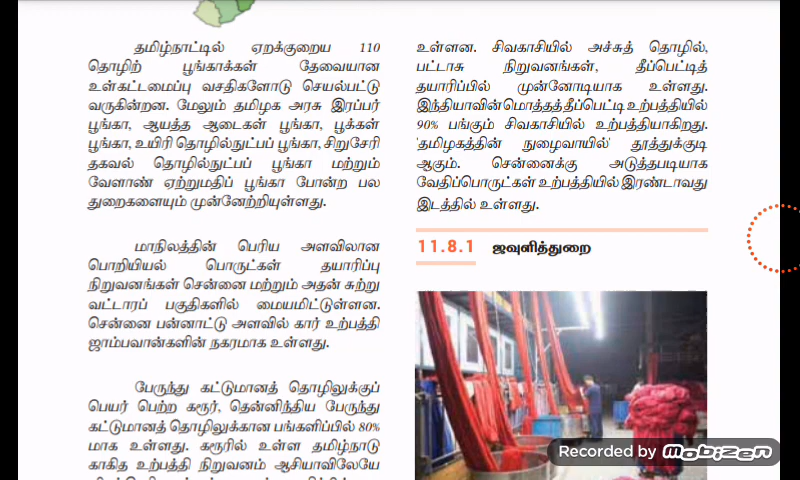 தமிழ்நாட்டில் ஏறக்குறைய 110
தொழிற் பூங்காக்கள் தேவையான
உள்கட்டமைப்பு வசதிகளோடு செயல்பட்டு
வருகின்றன. மேலும் தமிழக அரசு இரப்பர்
பூங்கா, ஆயத்த ஆடைகள் பூங்கா, பூக்கள்
பூங்கா, உயிரி தொழில்நுட்பப் பூங்கா, சிறுசேரி
தகவல் தொழில்நுட்பப் பூங்கா மற்றும்
வேளாண் ஏற்றுமதிப் பூங்கா போன்ற பல
துறைகளையும் முன்னேற்றியுள்ளது.
மாநிலத்தின் பெரிய அளவிலான
பொறியியல் பொருட்கள் தயாரிப்பு
நிறுவனங்கள் சென்னை மற்றும் அதன் சுற்று
வட்டாரப் பகுதிகளில் மையமிட்டுள்ளன.
சென்னை பன்னாட்டு அளவில் கார் உற்பத்தி
ஜாம்பவான்களின் நகரமாக உள்ளது.
பேருந்து கட்டுமானத் தொழிலுக்குப்
பெயர் பெற்ற கரூர், தென்னிந்திய பேருந்து
கட்டுமானத் தொழிலுக்கான பங்களிப்பில் 80%
மாக உள்ளது. கரூரில் உள்ள தமிழ்நாடு
காகித உற்பத்தி நிறுவனம் ஆசியாவிலேயே
உள்ளன. சிவகாசியில் அச்சுத் தொழில்,
பட்டாசு நிறுவனங்கள், தீப்பெட்டித்
தயாரிப்பில் முன்னோடியாக உள்ளது.
இந்தியாவின் மொத்தத் தீப்பெட்டி உற்பத்தியில்
90% பங்கும் சிவகாசியில் உற்பத்தியாகிறது.
'தமிழகத்தின் நுழைவாயில்' தூத்துக்குடி
ஆகும். சென்னைக்கு அடுத்தபடியாக
வேதிப்பொருட்கள் உற்பத்தியில் இரண்டாவது
இடத்தில் உள்ளது.
11.8.1 ஜவுளித்துறை
Recorded by mobizen